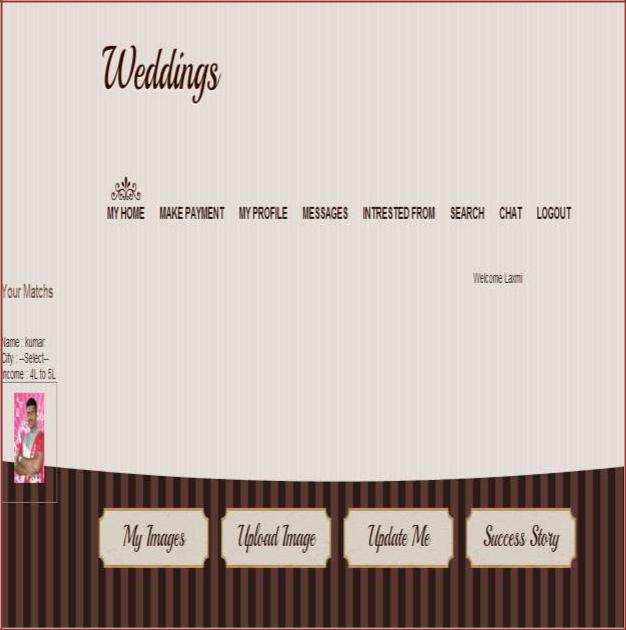 Weddings
MY HOME MAKE PAYMENT MY PROFILE MESSAGES INTRESTED FROM SEARCH CHAT LOGOUT
Welcome Laxmi
Your Matchs
Name : kumar
City : --Select--
Income : 4L to 5L
My Images Upload Image Update Me Success Story